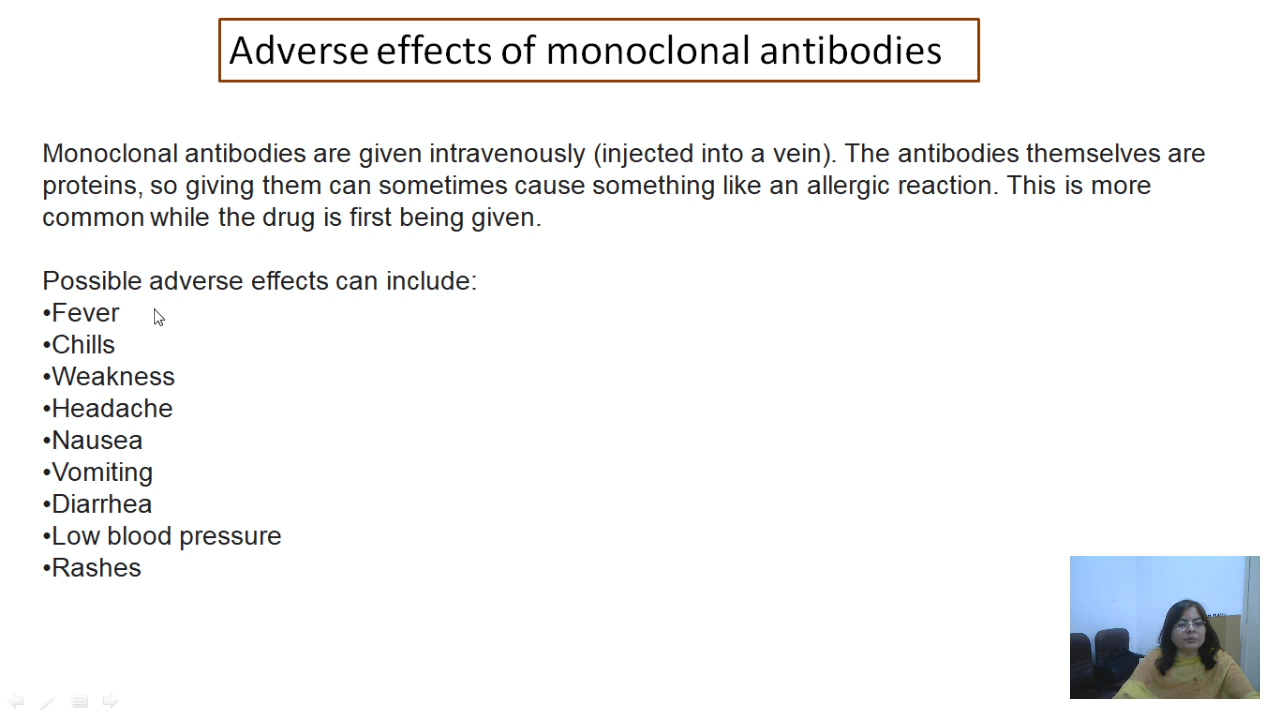 Adverse effects of monoclonal antibodies
Monoclonal antibodies are given intravenously (injected into a vein). The antibodies themselves are
proteins, so giving them can sometimes cause something like an allergic reaction. This is more
common while the drug is first being given.
Possible adverse effects can include:
•Fever
•Chills
•Weakness
•Headache
•Nausea
•Vomiting
•Diarrhea
•Low blood pressure
•Rashes